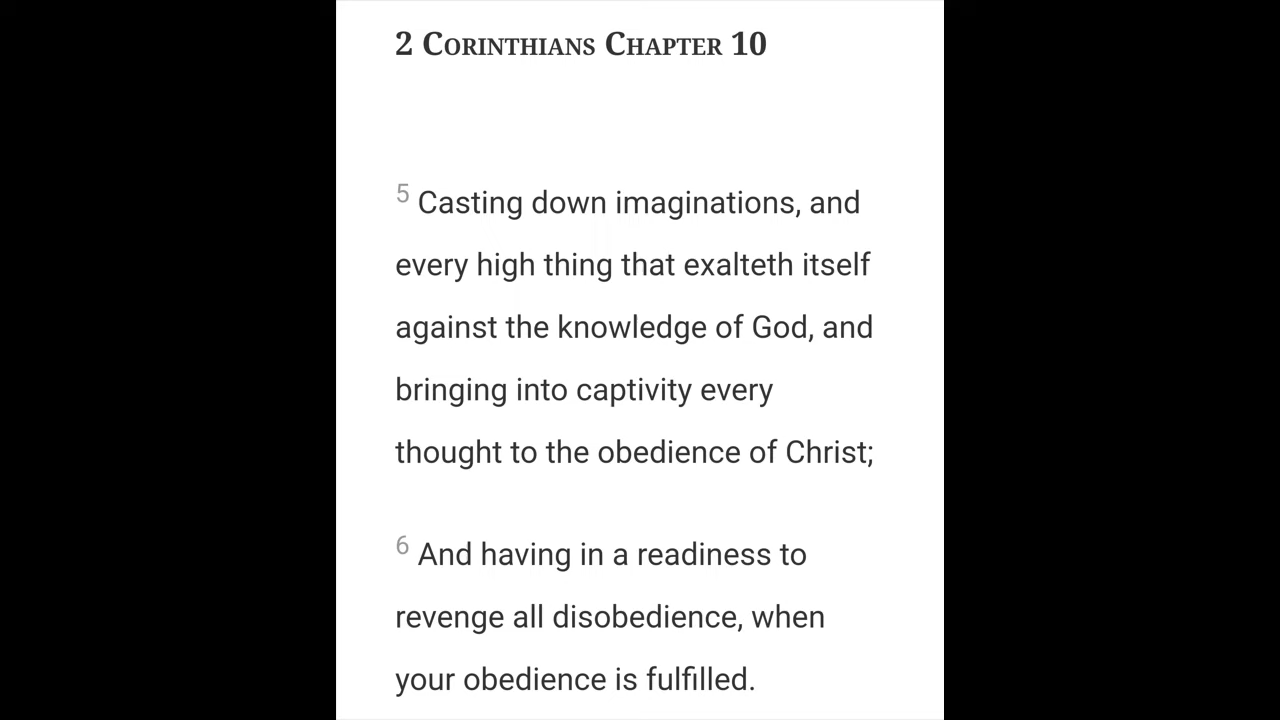 2 Corinthians Chapter 10
5 Casting down imaginations, and
every high thing that exalteth itself
against the knowledge of God, and
bringing into captivity every
thought to the obedience of Christ;
6 And having in a readiness to
revenge all disobedience, when
your obedience is fulfilled.